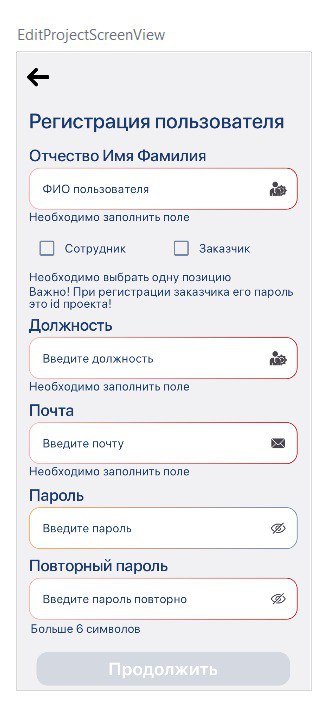 EditProjectScreenView
Регистрация пользователя
Отчество Имя Фамилия
ФИО пользователя
Необходимо заполнить поле
Сотрудник Заказчик
Необходимо выбрать одну позицию
Важно! При регистрации заказчика его пароль
это id проекта!
Должность
Введите должность
Необходимо заполнить поле
Почта
Введите почту
Необходимо заполнить поле
Пароль
Введите пароль
Повторный пароль
Введите пароль повторно
Больше 6 символов
Продолжить